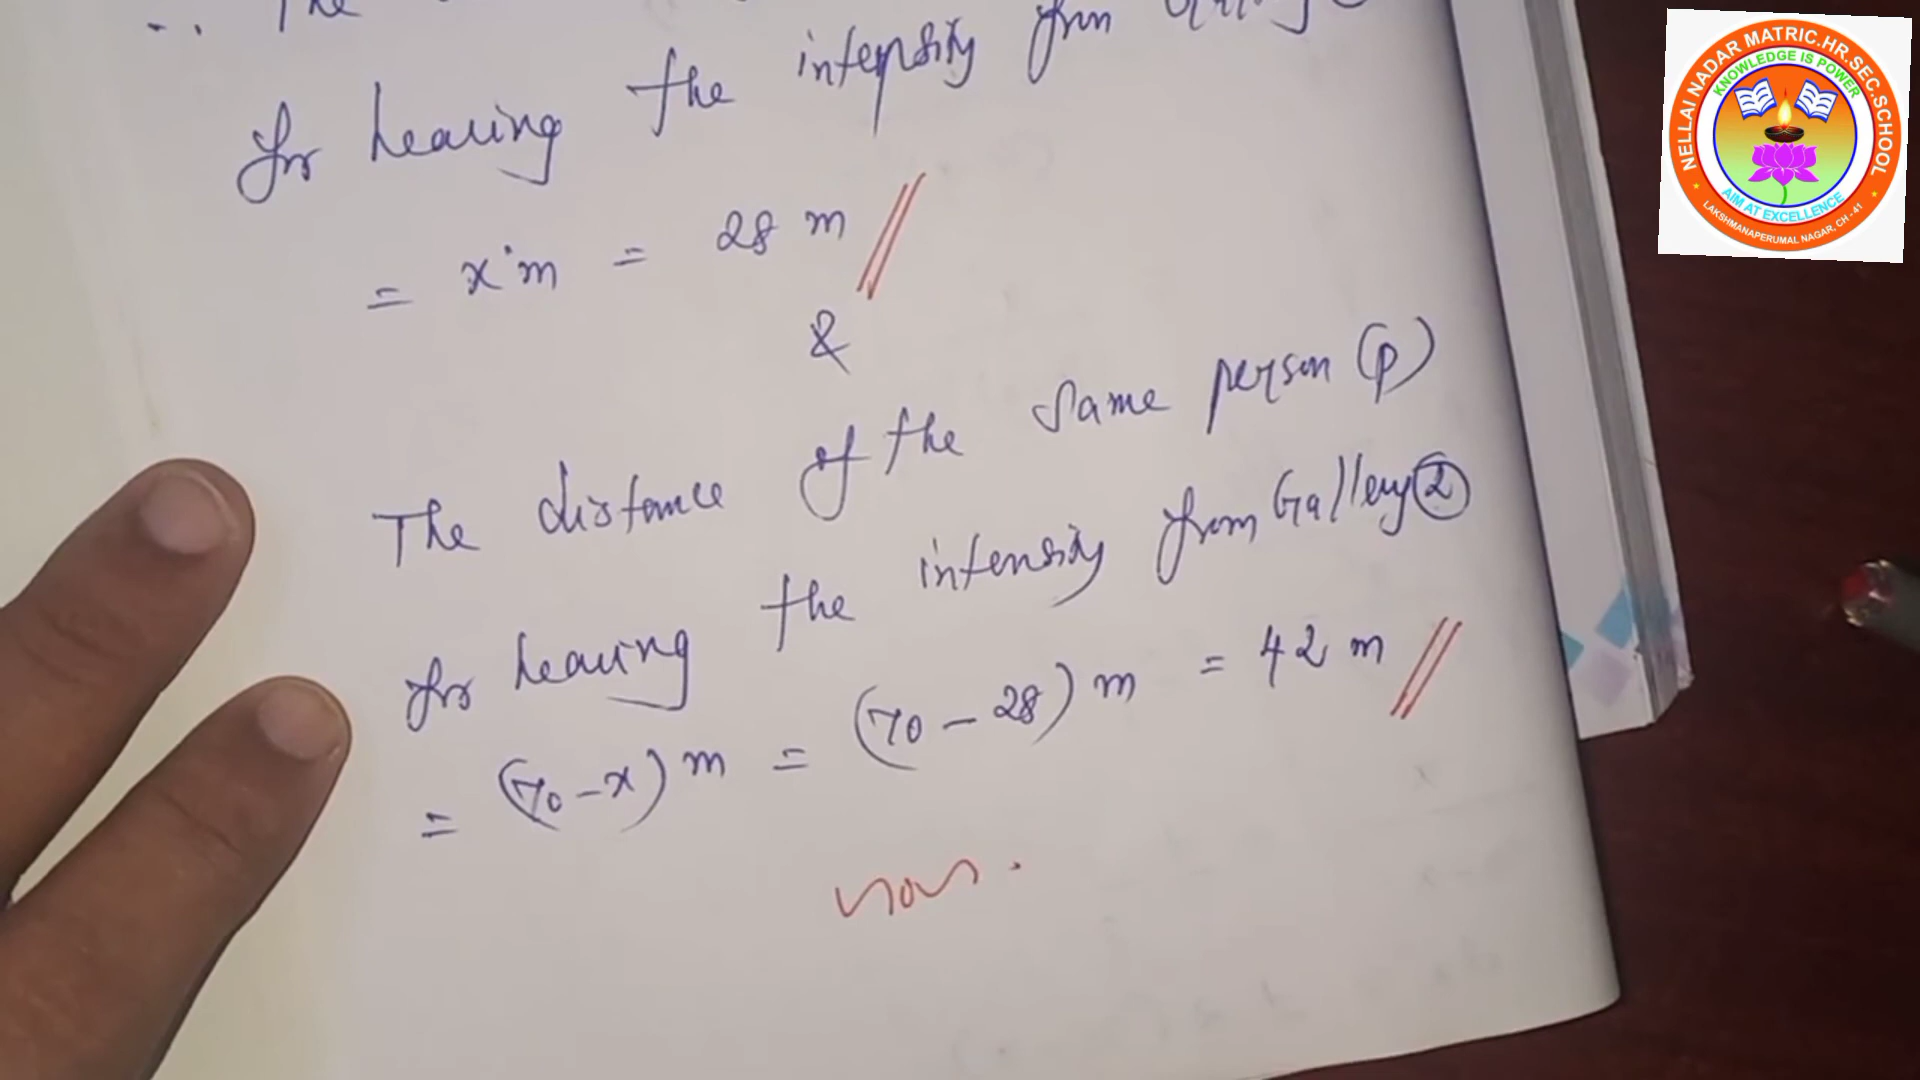 ∴ The
for hearing the intensity from
= x m = 28 m
&
The distance of the same person (P)
for hearing the intensity from Gallery ②
= (70 - x) m = (70 - 28) m = 42 m
NELLAI NADAR MATRIC.HR.SEC.SCHOOL
KNOWLEDGE IS POWER
AIM AT EXCELLENCE
LAKSHMANAPERUMAL NAGAR, CH - 41